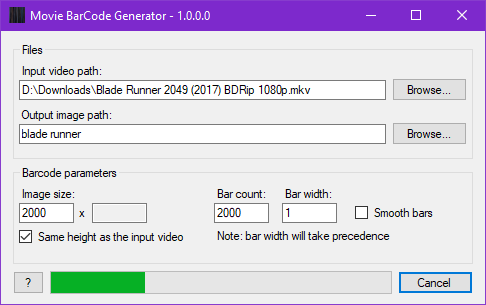 Movie BarCode Generator - 1.0.0.0
Files
Input video path:
D:\Downloads\Blade Runner 2049 (2017) BDRip 1080p.mkv Browse...
Output image path:
blade runner Browse...
Barcode parameters
Image size: Bar count: Bar width:
2000 x 2000 1 Smooth bars
Same height as the input video Note: bar width will take precedence
? Cancel